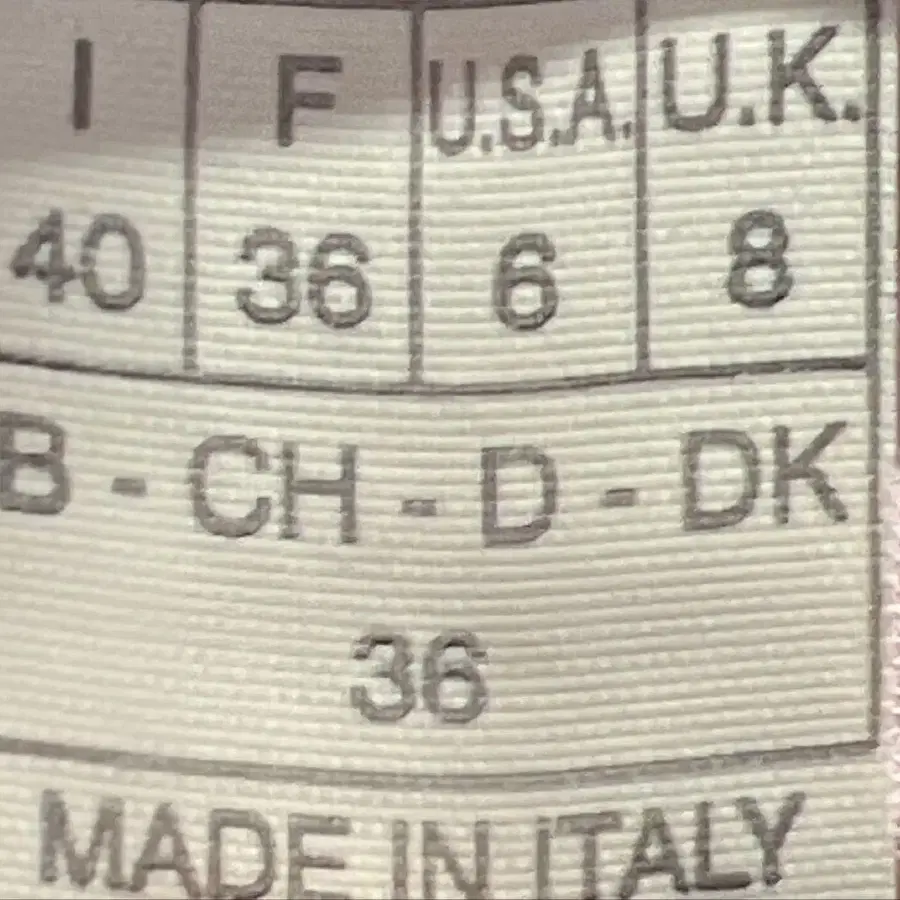 I F U.S.A. U.K.
40 36 6 8
B - CH - D - DK
36
MADE IN ITALY